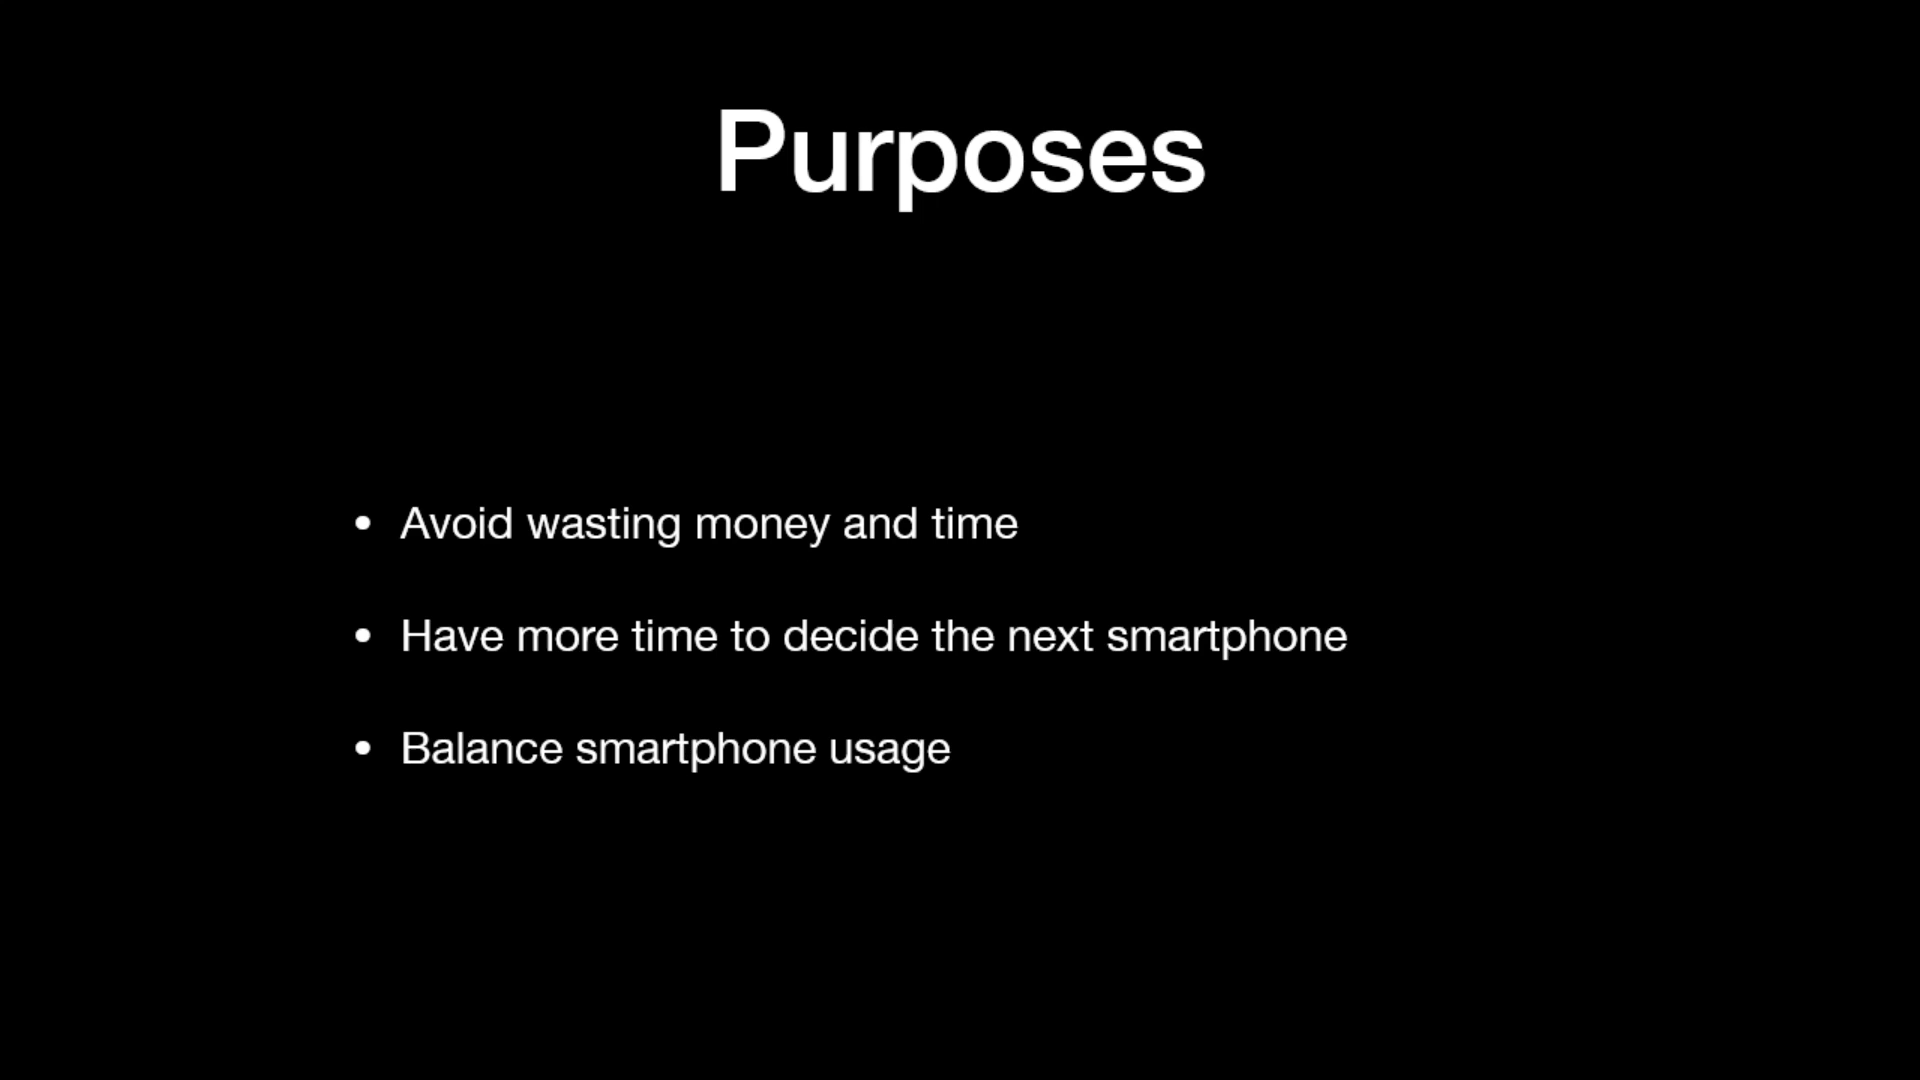 Purposes
• Avoid wasting money and time
• Have more time to decide the next smartphone
• Balance smartphone usage